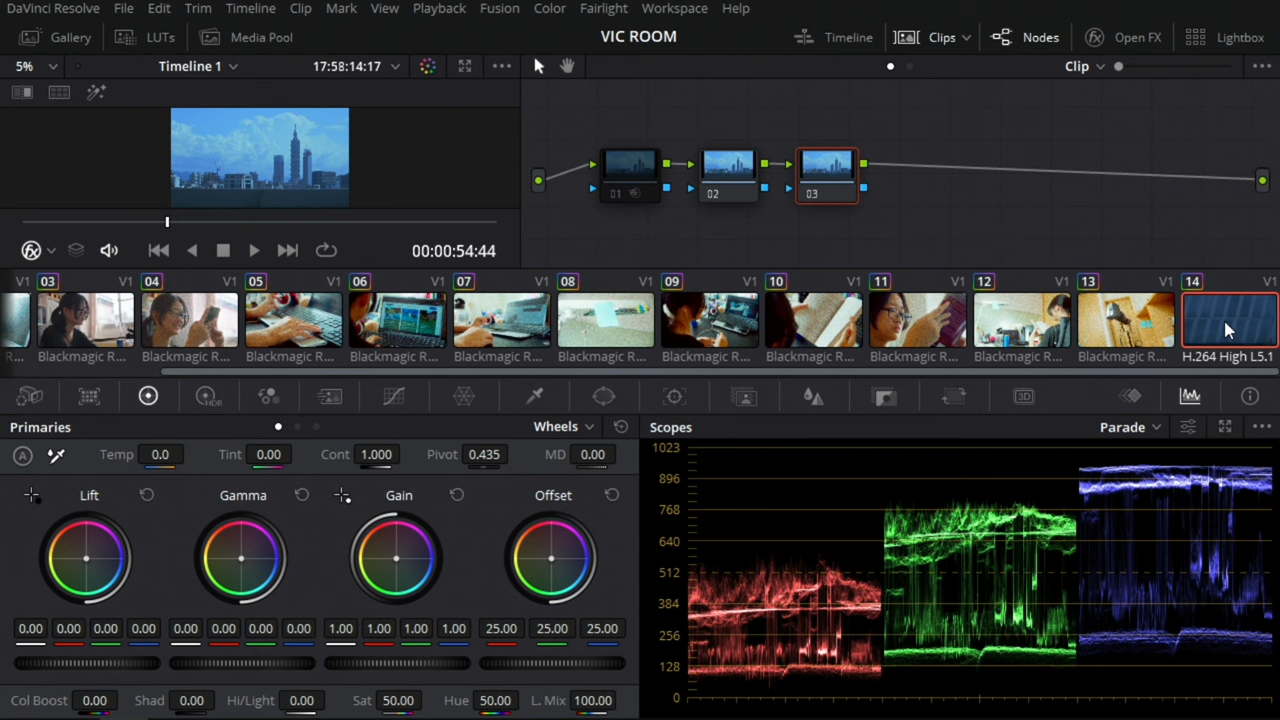 DaVinci Resolve File Edit Trim Timeline Clip Mark View Playback Fusion Color Fairlight Workspace Help
Gallery LUTs Media Pool VIC ROOM Timeline Clips Nodes Open FX Lightbox
5% Timeline 1 17:58:14:17 Clip
01 02 03
fx 00:00:54:44
V1 03 V1 04 V1 05 V1 06 V1 07 V1 08 V1 09 V1 10 V1 11 V1 12 V1 13 V1 14 V1
R... Blackmagic R... Blackmagic R... Blackmagic R... Blackmagic R... Blackmagic R... Blackmagic R... Blackmagic R... Blackmagic R... Blackmagic R... Blackmagic R... Blackmagic R... H.264 High L5.1
HDR 3D
Primaries Wheels Scopes Parade
A Temp 0.0 Tint 0.00 Cont 1.000 Pivot 0.435 MD 0.00
Lift Gamma Gain Offset
0.00 0.00 0.00 0.00 0.00 0.00 0.00 0.00 1.00 1.00 1.00 1.00 25.00 25.00 25.00
Col Boost 0.00 Shad 0.00 Hi/Light 0.00 Sat 50.00 Hue 50.00 L. Mix 100.00
1023
896
768
640
512
384
256
128
0